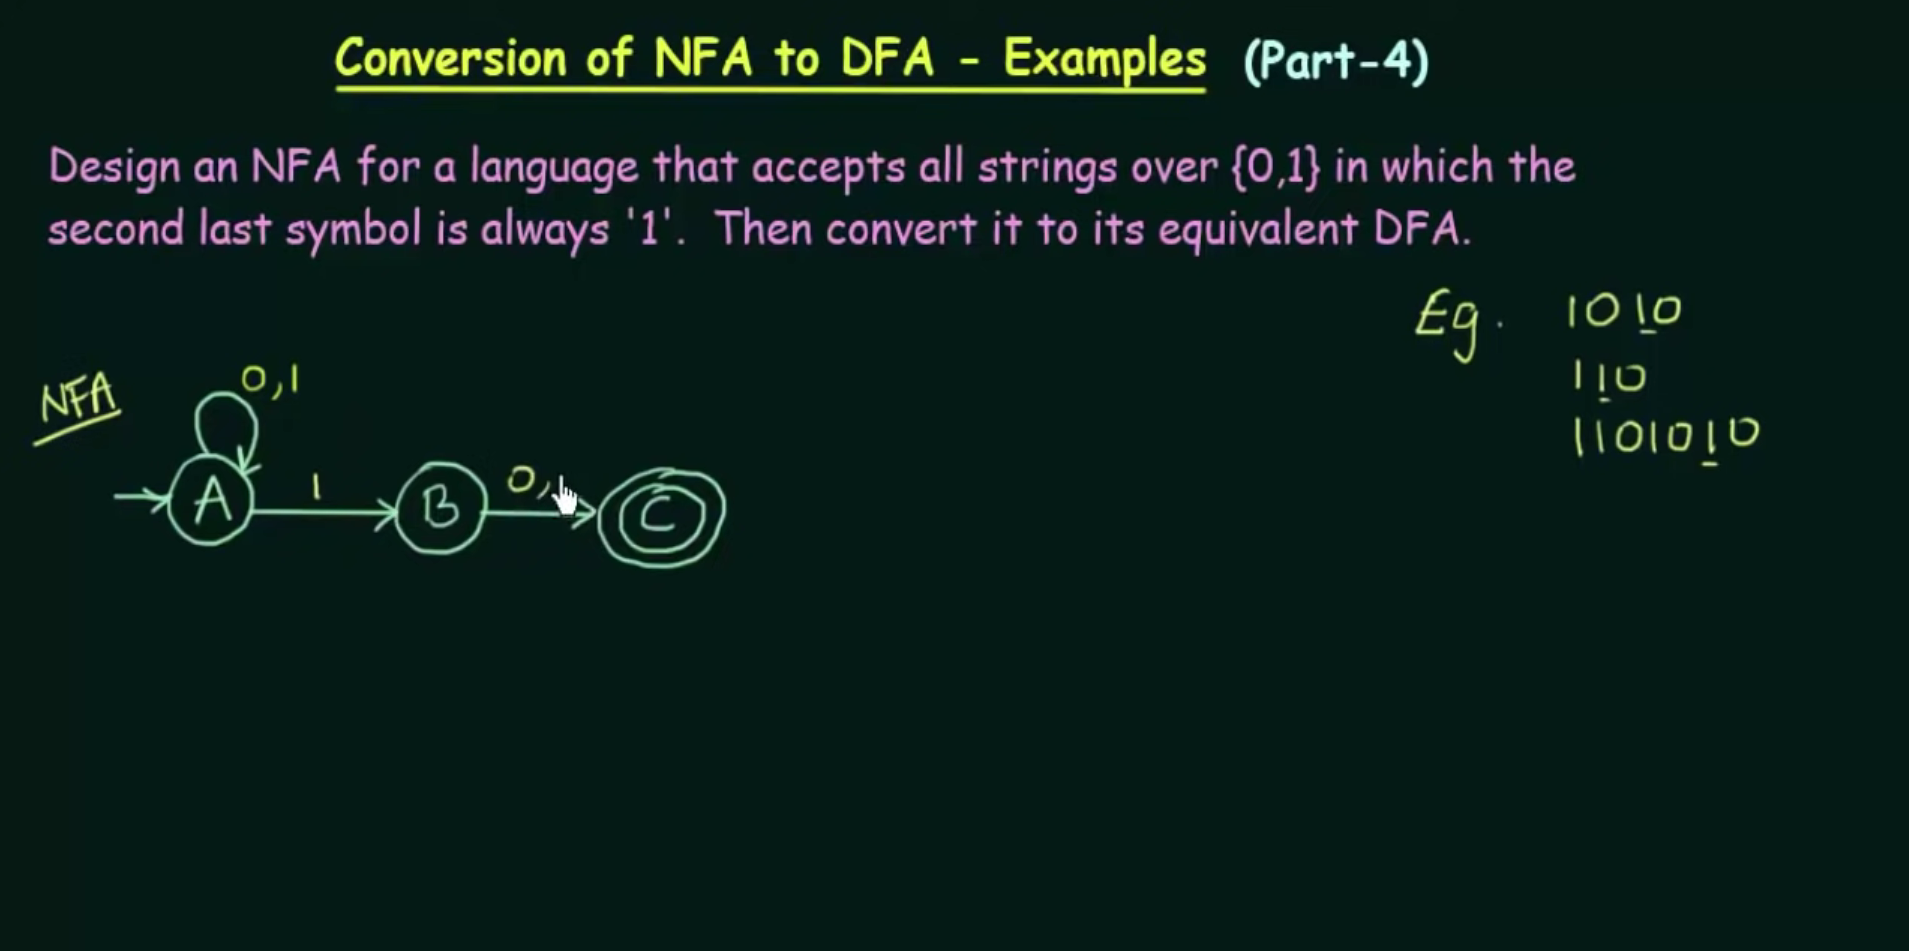 Conversion of NFA to DFA - Examples (Part-4)
Design an NFA for a language that accepts all strings over {0,1} in which the
second last symbol is always '1'. Then convert it to its equivalent DFA.
Eg. 1010
110
1101010
NFA
0,1
A
1
B
0,
C